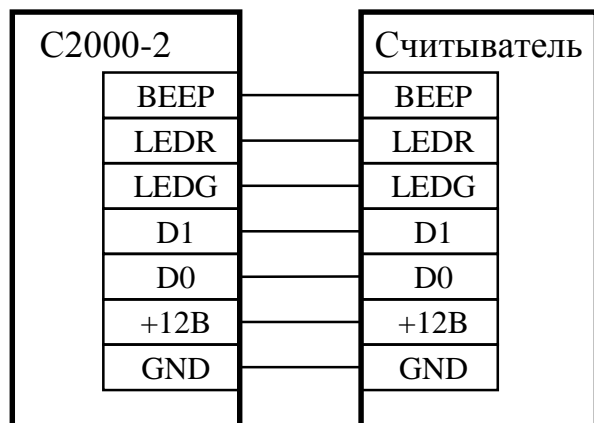 С2000-2
Считыватель
BEEP
BEEP
LEDR
LEDR
LEDG
LEDG
D1
D1
D0
D0
+12В
+12В
GND
GND